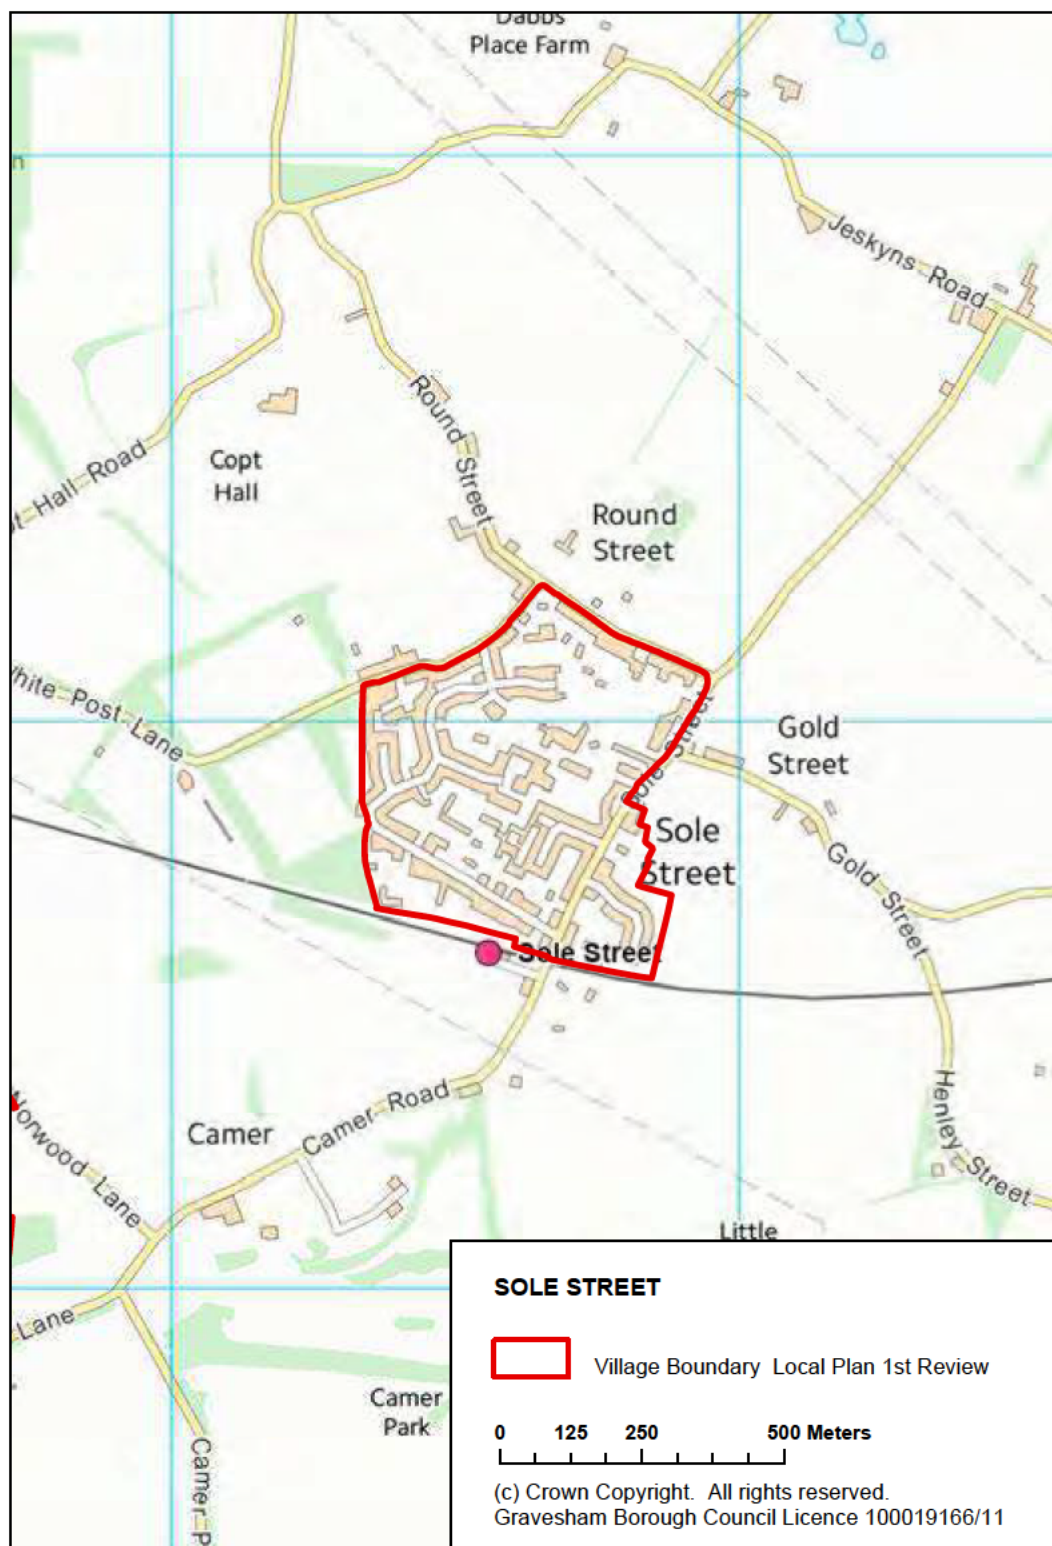 Dabbs
Place Farm
Jeskyns Road
Round Street
Copt
Hall
Hall Road
Round
Street
White Post Lane
Sole Street
Gold
Street
Sole
Street
Gold Street
Sole Street
Henley Street
Camer Road
Camer
Norwood Lane
Little
Lane
Camer
Park
Camer P
SOLE STREET
Village Boundary Local Plan 1st Review
0 125 250 500 Meters
(c) Crown Copyright. All rights reserved.
Gravesham Borough Council Licence 100019166/11